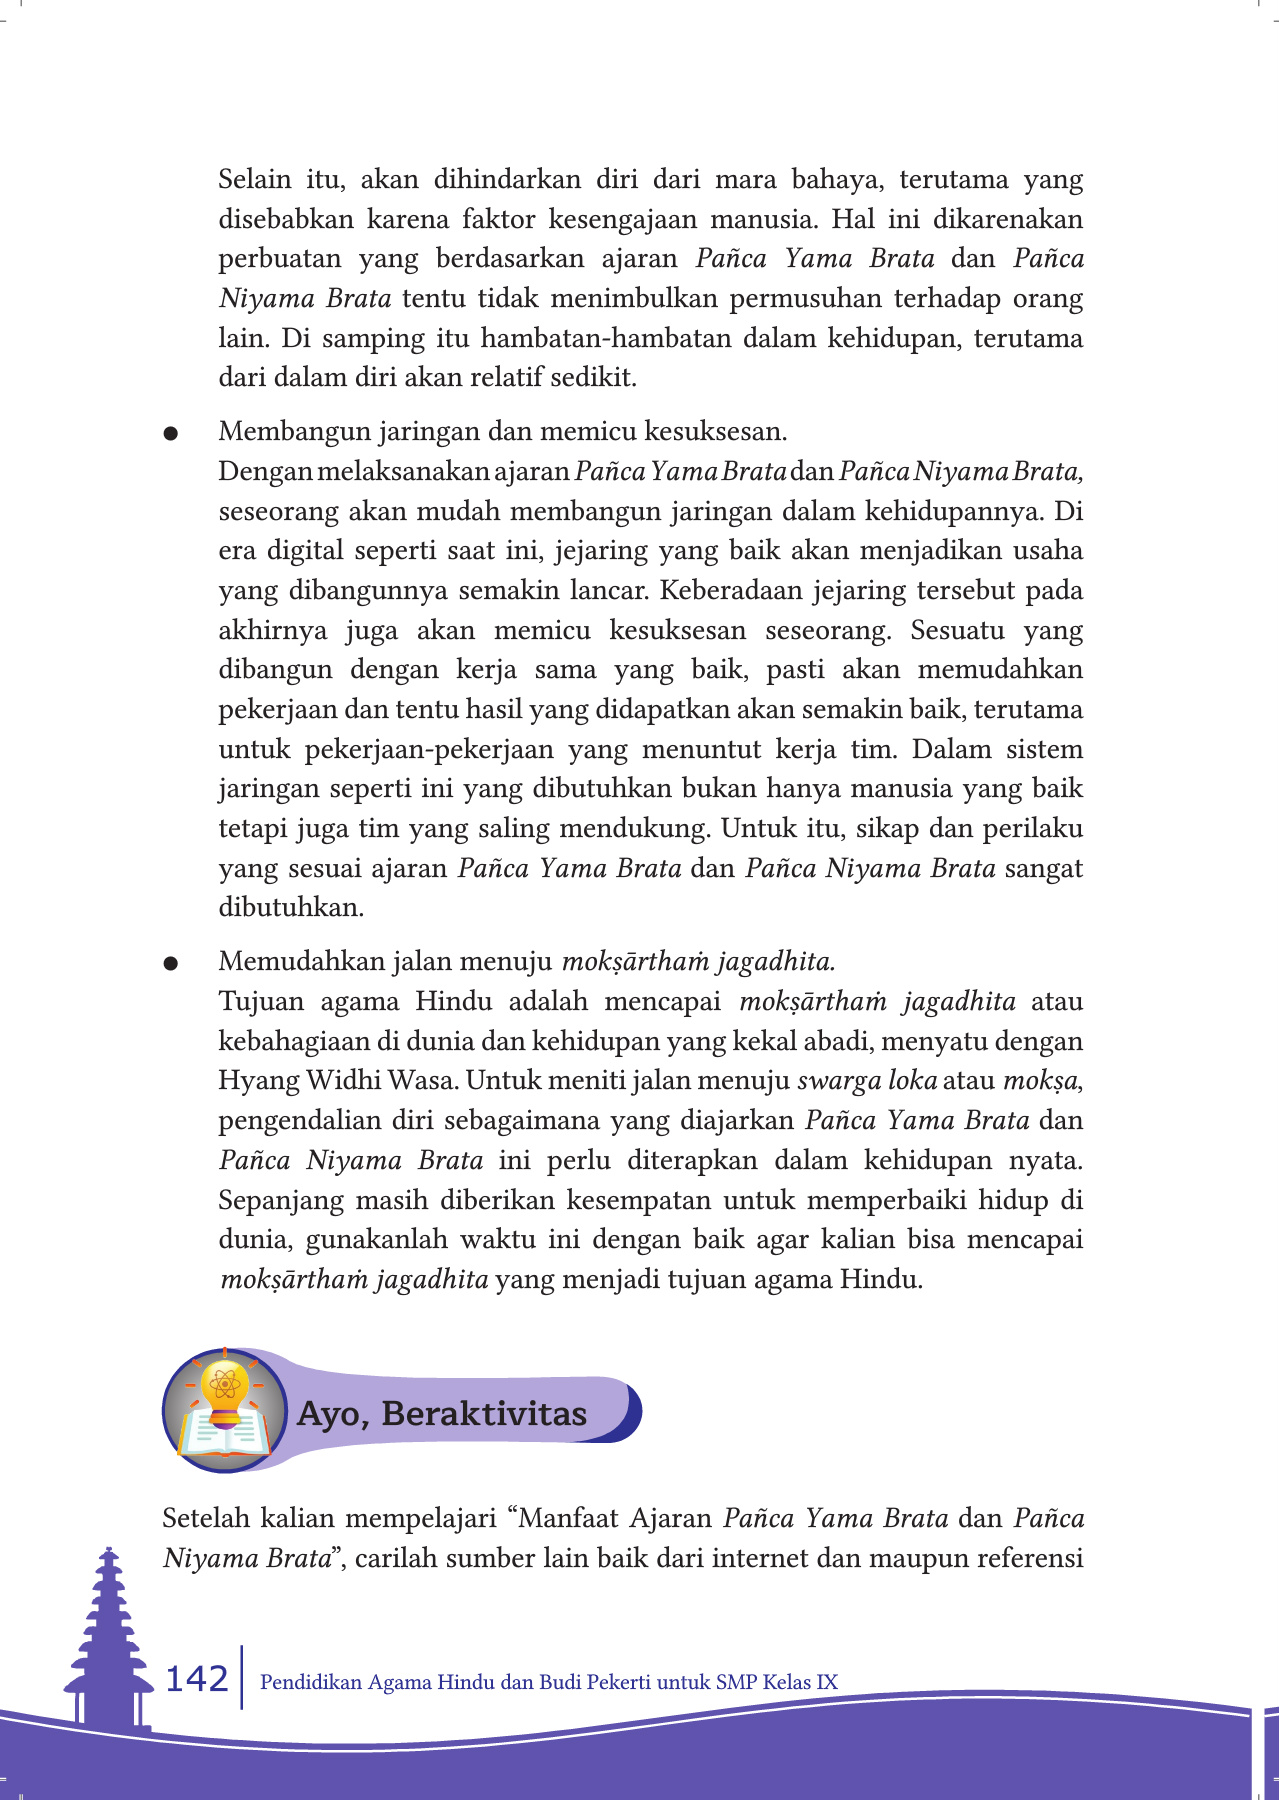 Selain itu, akan dihindarkan diri dari mara bahaya, terutama yang
disebabkan karena faktor kesengajaan manusia. Hal ini dikarenakan
perbuatan yang berdasarkan ajaran Pañca Yama Brata dan Pañca
Niyama Brata tentu tidak menimbulkan permusuhan terhadap orang
lain. Di samping itu hambatan-hambatan dalam kehidupan, terutama
dari dalam diri akan relatif sedikit.
● Membangun jaringan dan memicu kesuksesan.
Dengan melaksanakan ajaran Pañca Yama Brata dan Pañca Niyama Brata,
seseorang akan mudah membangun jaringan dalam kehidupannya. Di
era digital seperti saat ini, jejaring yang baik akan menjadikan usaha
yang dibangunnya semakin lancar. Keberadaan jejaring tersebut pada
akhirnya juga akan memicu kesuksesan seseorang. Sesuatu yang
dibangun dengan kerja sama yang baik, pasti akan memudahkan
pekerjaan dan tentu hasil yang didapatkan akan semakin baik, terutama
untuk pekerjaan-pekerjaan yang menuntut kerja tim. Dalam sistem
jaringan seperti ini yang dibutuhkan bukan hanya manusia yang baik
tetapi juga tim yang saling mendukung. Untuk itu, sikap dan perilaku
yang sesuai ajaran Pañca Yama Brata dan Pañca Niyama Brata sangat
dibutuhkan.
● Memudahkan jalan menuju mokṣārthaṁ jagadhita.
Tujuan agama Hindu adalah mencapai mokṣārthaṁ jagadhita atau
kebahagiaan di dunia dan kehidupan yang kekal abadi, menyatu dengan
Hyang Widhi Wasa. Untuk meniti jalan menuju swarga loka atau mokṣa,
pengendalian diri sebagaimana yang diajarkan Pañca Yama Brata dan
Pañca Niyama Brata ini perlu diterapkan dalam kehidupan nyata.
Sepanjang masih diberikan kesempatan untuk memperbaiki hidup di
dunia, gunakanlah waktu ini dengan baik agar kalian bisa mencapai
mokṣārthaṁ jagadhita yang menjadi tujuan agama Hindu.
Ayo, Beraktivitas
Setelah kalian mempelajari “Manfaat Ajaran Pañca Yama Brata dan Pañca
Niyama Brata”, carilah sumber lain baik dari internet dan maupun referensi
142
Pendidikan Agama Hindu dan Budi Pekerti untuk SMP Kelas IX